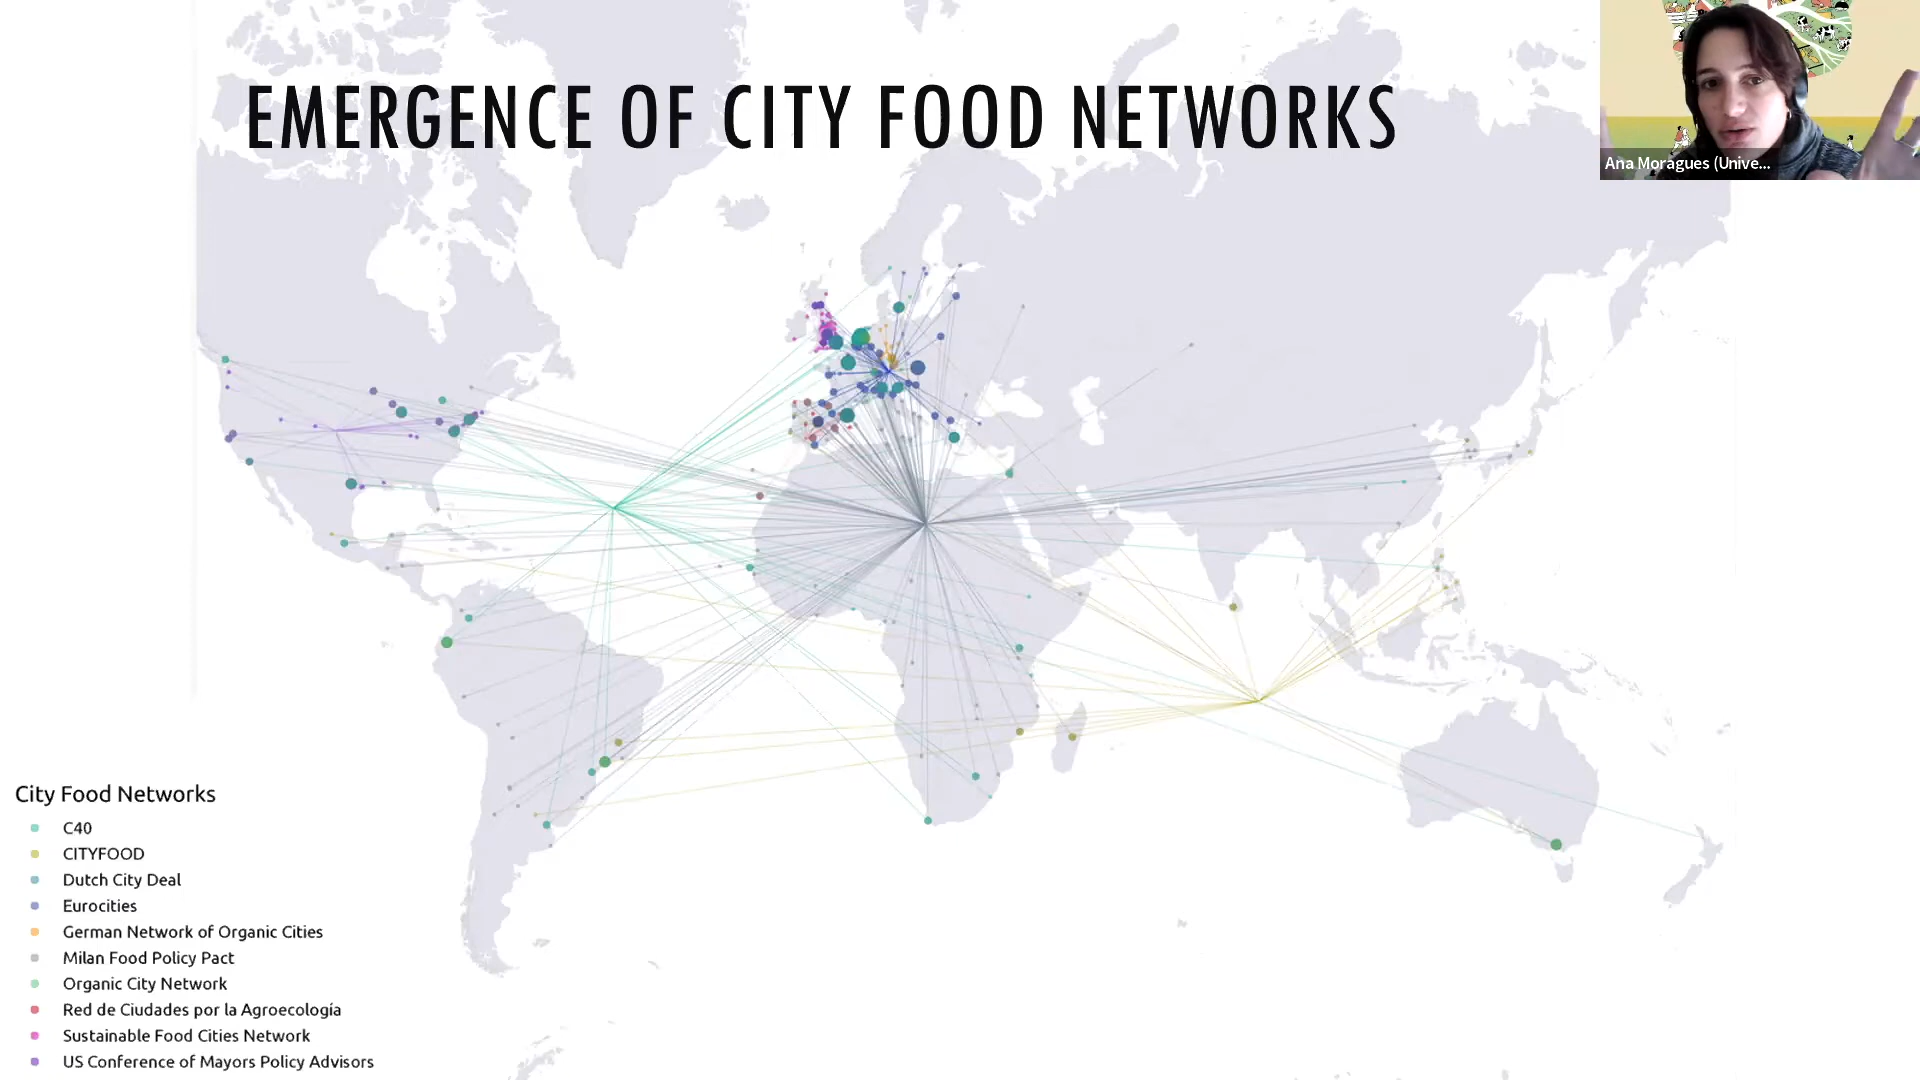 EMERGENCE OF CITY FOOD NETWORKS
Ana Moragues (Unive...
City Food Networks
C40
CITYFOOD
Dutch City Deal
Eurocities
German Network of Organic Cities
Milan Food Policy Pact
Organic City Network
Red de Ciudades por la Agroecología
Sustainable Food Cities Network
US Conference of Mayors Policy Advisors